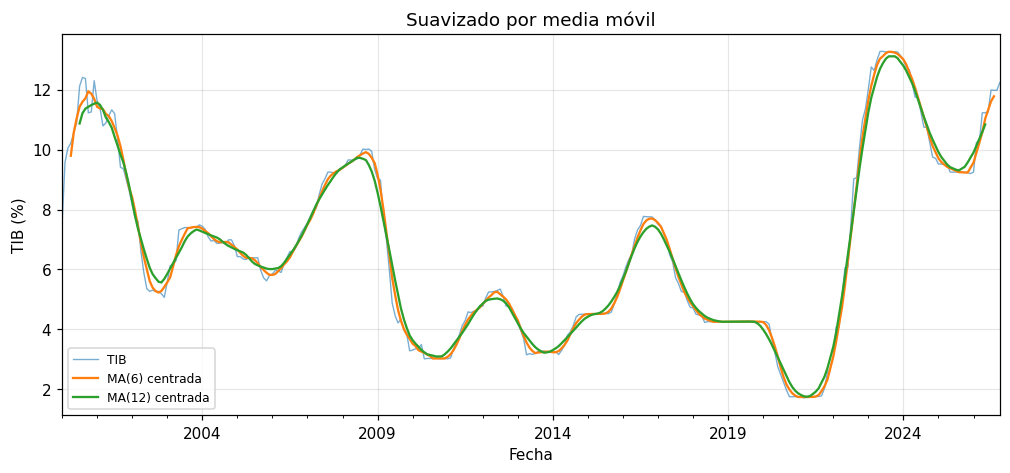 Suavizado por media móvil
TIB (%)
12
10
8
6
4
2
TIB
MA(6) centrada
MA(12) centrada
2004
2009
2014
2019
2024
Fecha